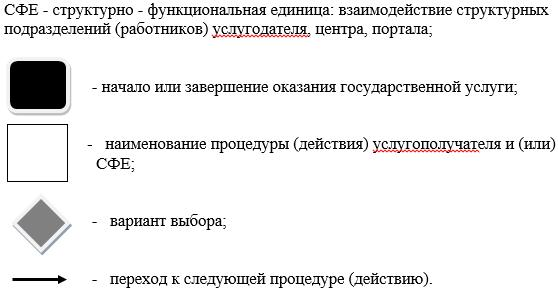 СФЕ - структурно - функциональная единица: взаимодействие структурных
подразделений (работников) услугодателя, центра, портала;
- начало или завершение оказания государственной услуги;
- наименование процедуры (действия) услугополучателя и (или)
СФЕ;
- вариант выбора;
- переход к следующей процедуре (действию).